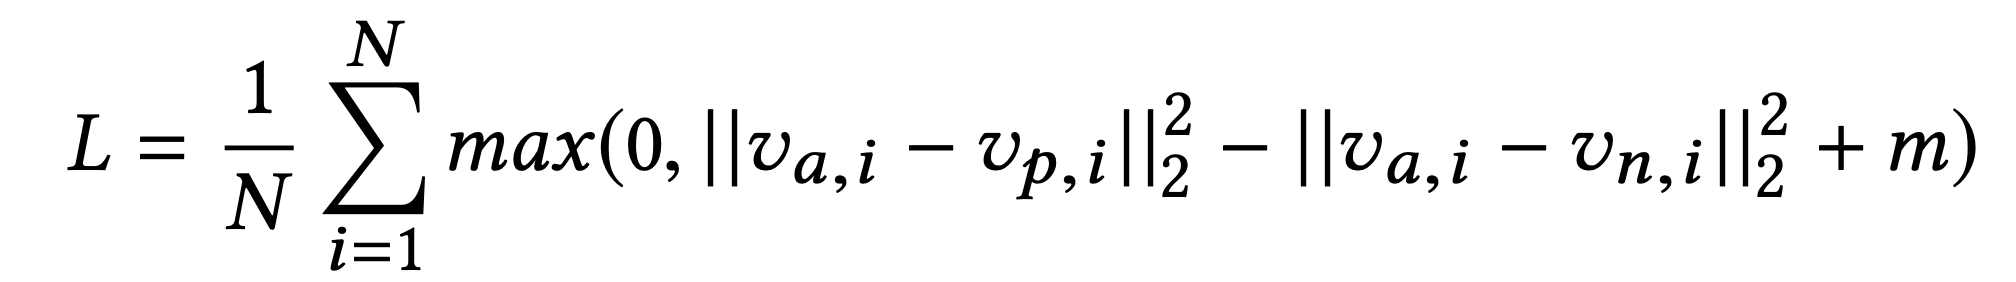 L = \frac{1}{N} \sum_{i=1}^{N} max(0, ||v_{a,i} - v_{p,i}||_2^2 - ||v_{a,i} - v_{n,i}||_2^2 + m)